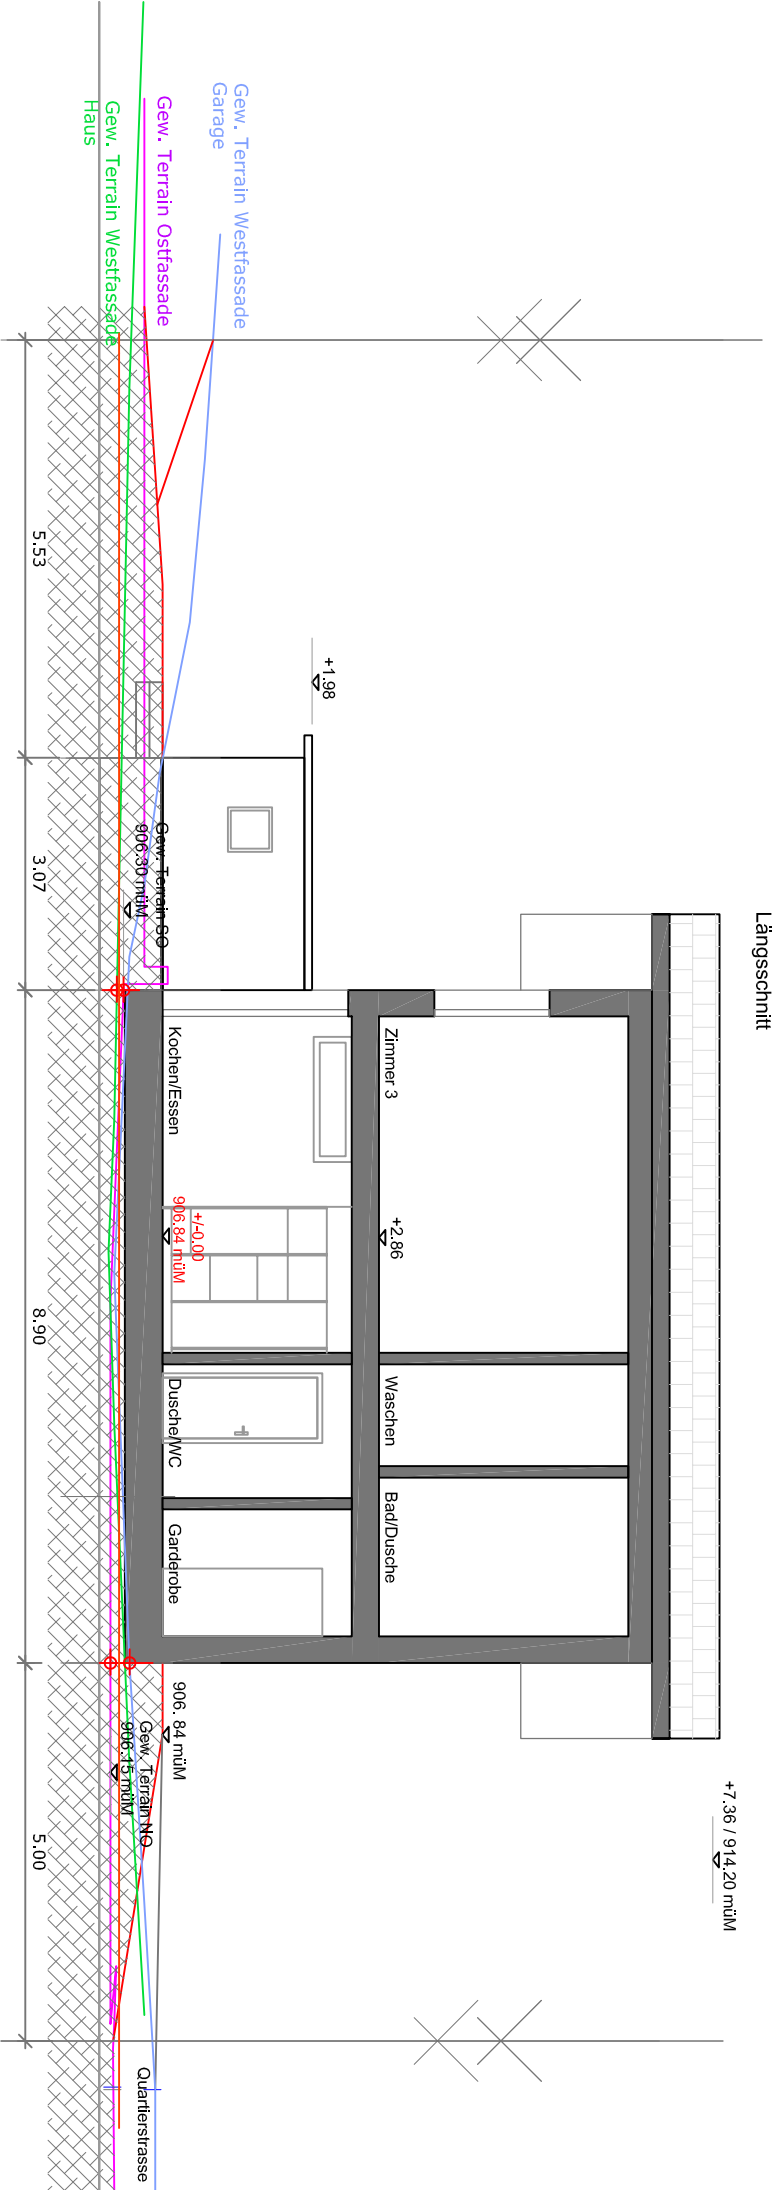 Längsschnitt
+7.36 / 914.20 müM
Gew. Terrain Westfassade
Garage
Gew. Terrain Ostfassade
Gew. Terrain Westfassade
Haus
+1.98
Zimmer 3
+2.86
Waschen
Bad/Dusche
Kochen/Essen
+/-0.00
906.84 müM
Dusche/WC
Garderobe
906. 84 müM
Gew. Terrain SO
906.30 müM
Gew. Terrain NO
906.15 müM
Quartierstrasse
5.53
3.07
8.90
5.00